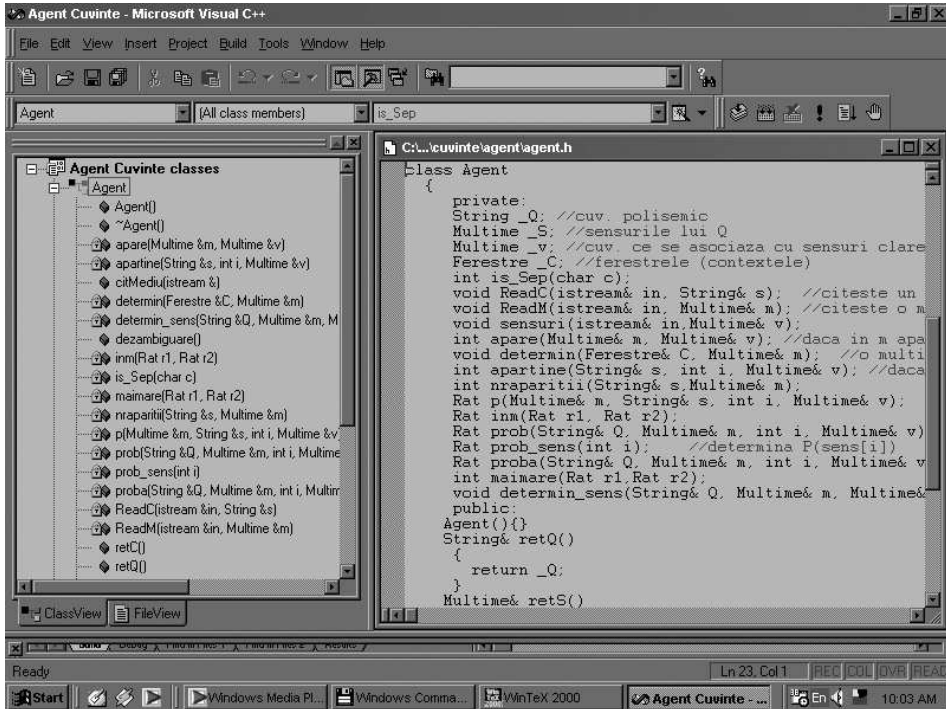 Agent Cuvinte - Microsoft Visual C++
File Edit View Insert Project Build Tools Window Help
Agent (All class members) is_Sep
Agent Cuvinte classes
Agent
Agent()
~Agent()
apare(Multime &m, Multime &v)
apartine(String &s, int i, Multime &v)
citMediu(istream &)
determin(Ferestre &C, Multime &m)
determin_sens(String &Q, Multime &m, M
dezambiguare()
inm(Rat r1, Rat r2)
is_Sep(char c)
maimare(Rat r1, Rat r2)
nraparitii(String &s, Multime &m)
p(Multime &m, String &s, int i, Multime &v
prob(String &Q, Multime &m, int i, Multime
prob_sens(int i)
proba(String &Q, Multime &m, int i, Multim
ReadC(istream &in, String &s)
ReadM(istream &in, Multime &m)
retC()
retQ()
ClassView FileView
C:\...\cuvinte\agent\agent.h
class Agent
{
private:
String _Q; //cuv. polisemic
Multime _S; //sensurile lui Q
Multime _v; //cuv. ce se asociaza cu sensuri clare
Ferestre _C; //ferestrele (contextele)
int is_Sep(char c);
void ReadC(istream& in, String& s); //citeste un
void ReadM(istream& in, Multime& m); //citeste o m
void sensuri(istream& in,Multime& v);
int apare(Multime& m, Multime& v); //daca in m apa
void determin(Ferestre& C, Multime& m); //o multi
int apartine(String& s, int i, Multime& v); //daca
int nraparitii(String& s,Multime& m);
Rat p(Multime& m, String& s, int i, Multime& v);
Rat inm(Rat r1, Rat r2);
Rat prob(String& Q, Multime& m, int i, Multime& v)
Rat prob_sens(int i); //determina P(sens[i])
Rat proba(String& Q, Multime& m, int i, Multime& v
int maimare(Rat r1,Rat r2);
void determin_sens(String& Q, Multime& m, Multime&
public:
Agent(){}
String& retQ()
{
return _Q;
}
Multime& retS()
Build Debug Find in Files 1 Find in Files 2 Results
Ready Ln 23, Col 1 REC COL OVR READ
Start Windows Media Pl... Windows Comma... WinTeX 2000 Agent Cuvinte - ... En 10:03 AM